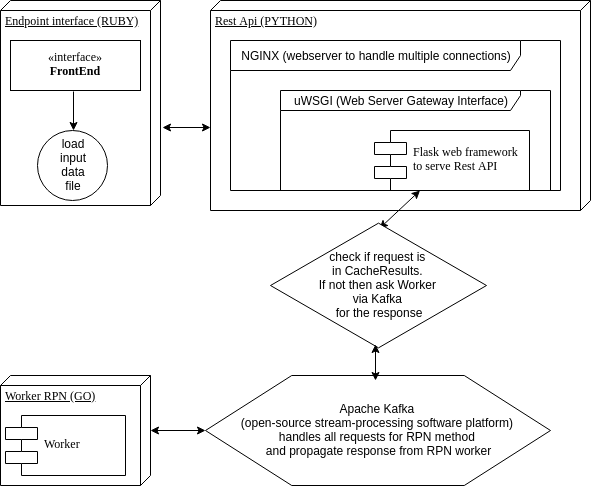 Endpoint interface (RUBY)
«interface»
FrontEnd
load
input
data
file
Rest Api (PYTHON)
NGINX (webserver to handle multiple connections)
uWSGI (Web Server Gateway Interface)
Flask web framework
to serve Rest API
check if request is
in CacheResults.
If not then ask Worker
via Kafka
for the response
Worker RPN (GO)
Worker
Apache Kafka
(open-source stream-processing software platform)
handles all requests for RPN method
and propagate response from RPN worker